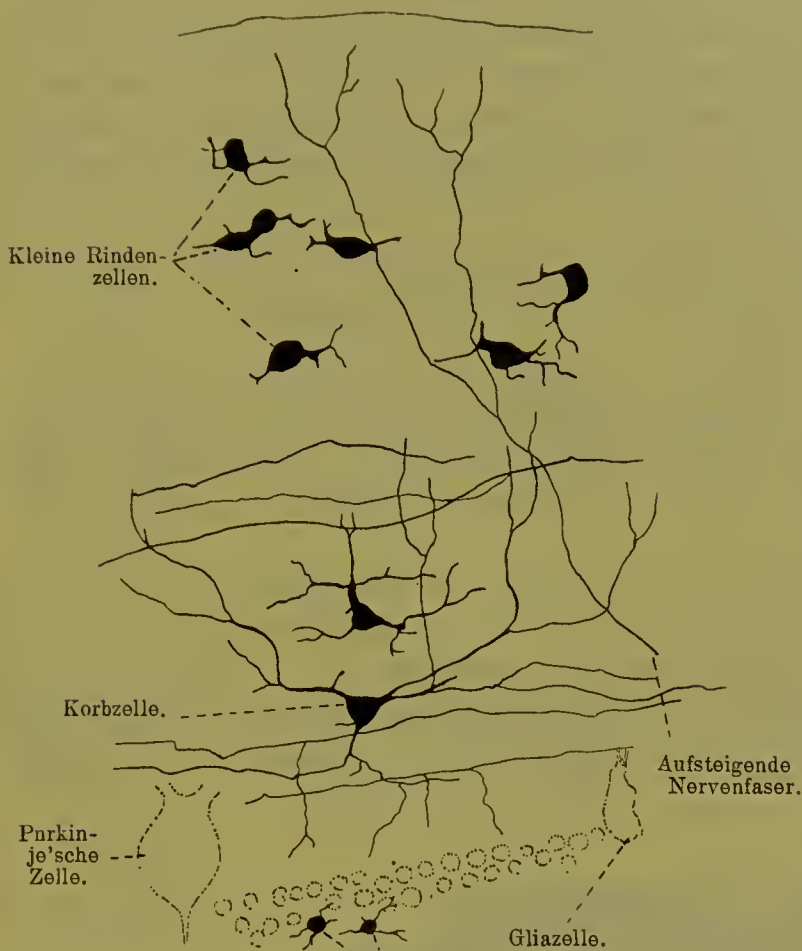 Kleine Rinden-
zellen.
Korbzelle.
Aufsteigende
Nervenfaser.
Purkin-
je'sche
Zelle.
Gliazelle.